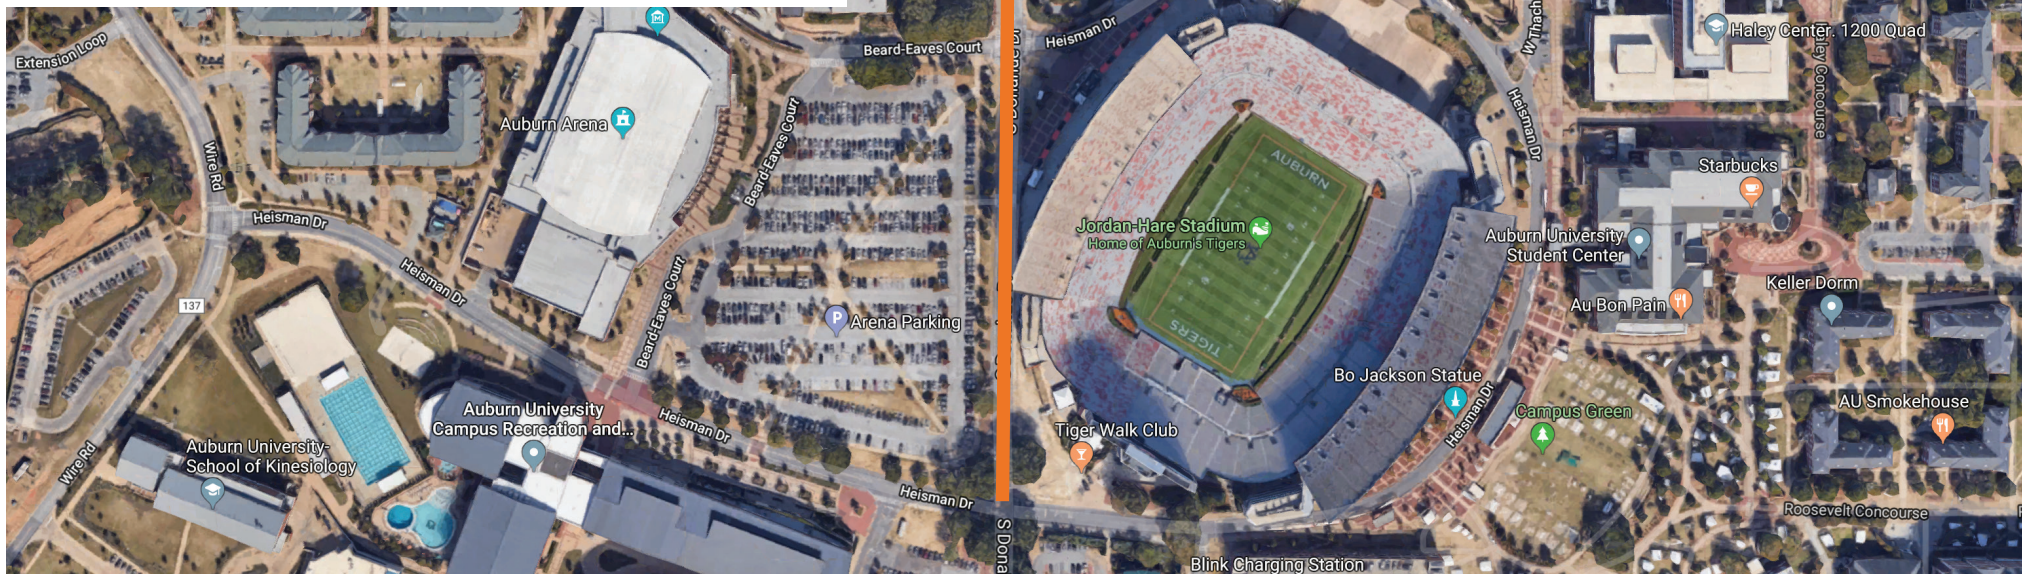 Extension Loop
Beard-Eaves Court
Heisman Dr
W Thach
Haley Center. 1200 Quad
Haley Concourse
Auburn Arena
Beard-Eaves Court
Wire Rd
Heisman Dr
AUBURN
Heisman Dr
Starbucks
Heisman Dr
Jordan-Hare Stadium
Home of Auburn's Tigers
Auburn University
Student Center
Keller Dorm
137
Beard-Eaves Court
P
Arena Parking
TIGERS
Au Bon Pain
Bo Jackson Statue
Heisman Dr
Campus Green
AU Smokehouse
Auburn University
Campus Recreation and...
Heisman Dr
Tiger Walk Club
Auburn University-
School of Kinesiology
Wire Rd
Heisman Dr
S Dona
Roosevelt Concourse
Blink Charging Station